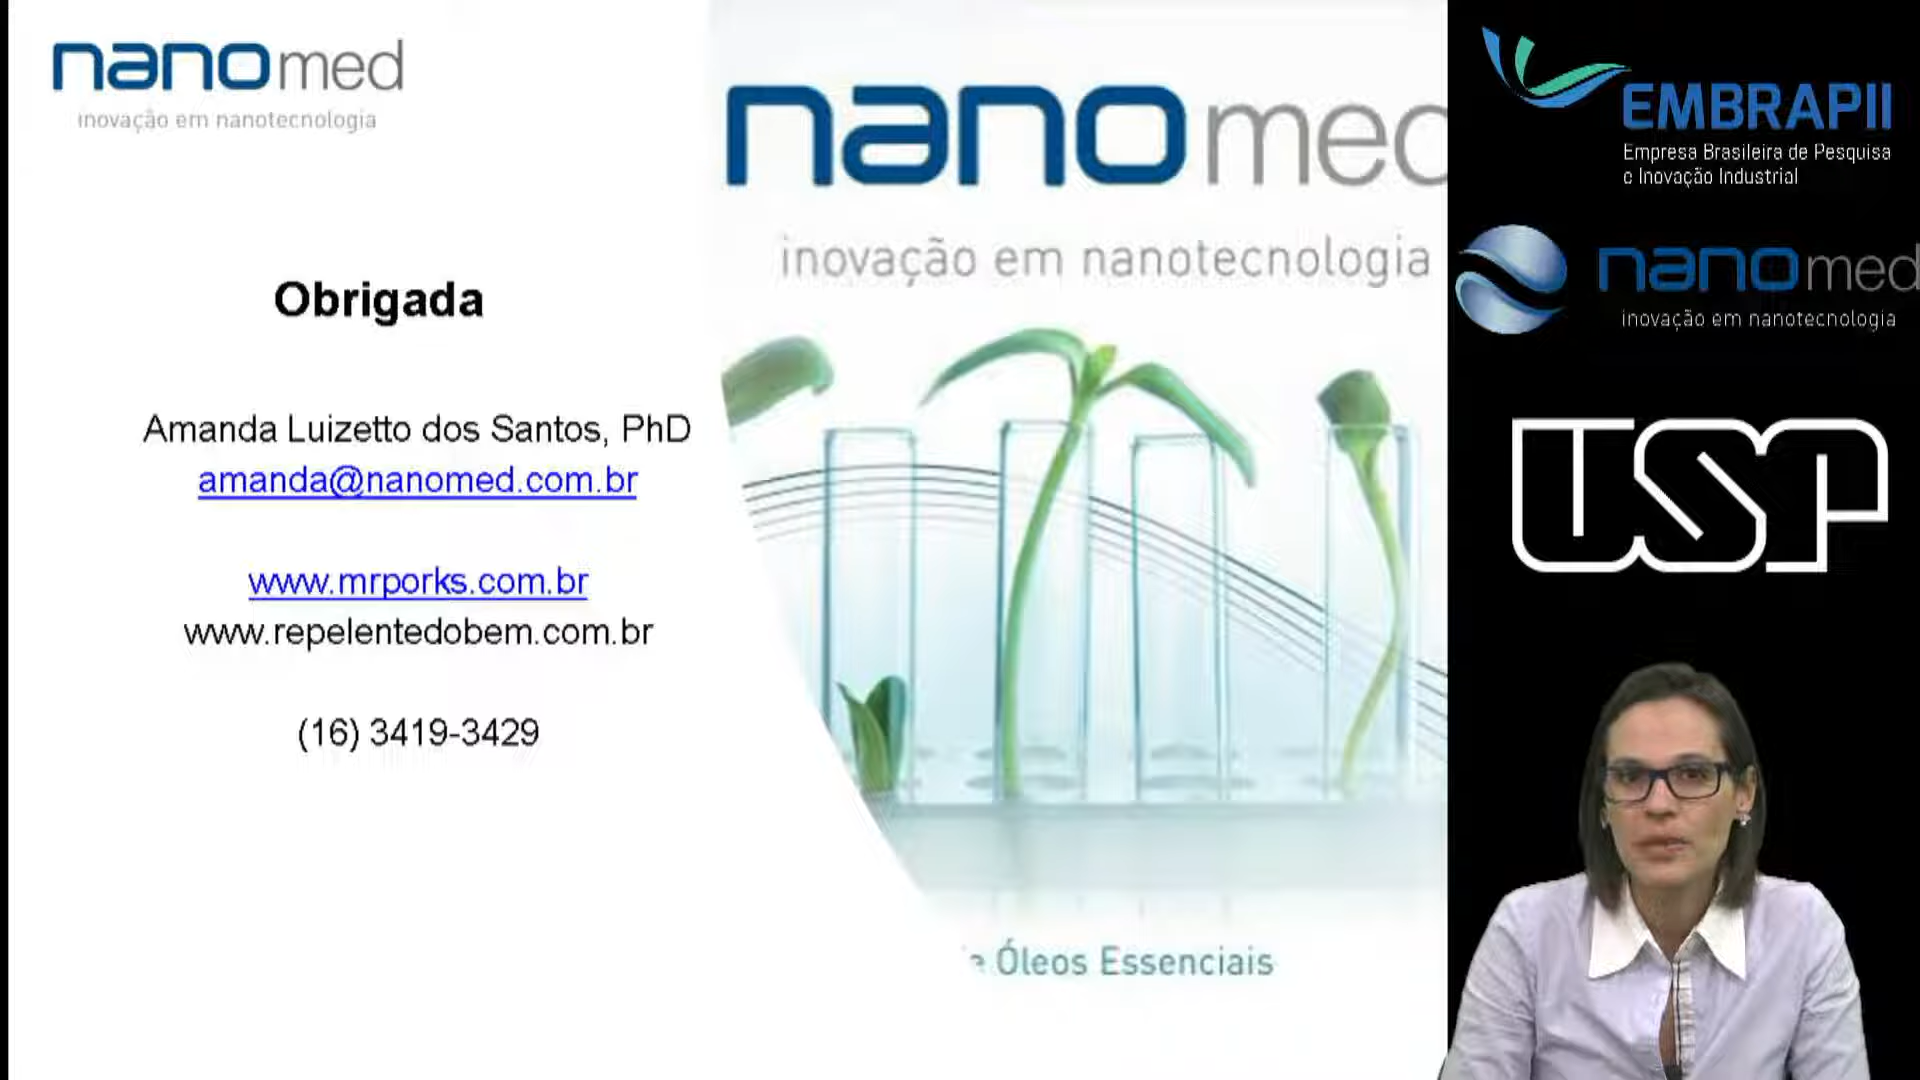 nanomed
inovação em nanotecnologia
Obrigada
Amanda Luizetto dos Santos, PhD
amanda@nanomed.com.br
www.mrporks.com.br
www.repelentedobem.com.br
(16) 3419-3429
nanomed
inovação em nanotecnologia
Óleos Essenciais
EMBRAPII
Empresa Brasileira de Pesquisa
e Inovação Industrial
nanomed
inovação em nanotecnologia
USP